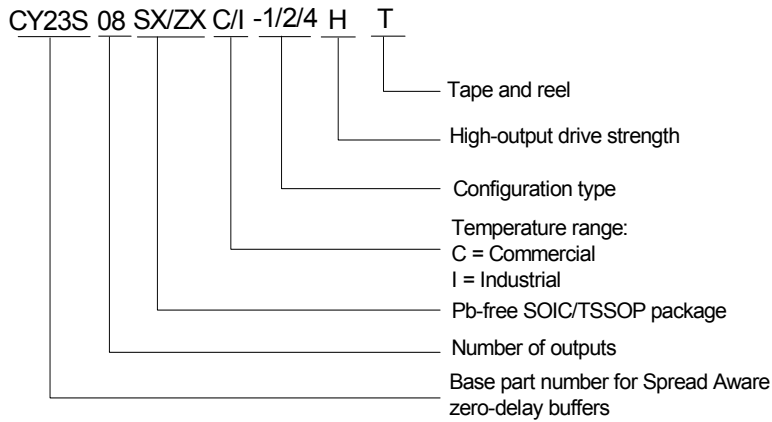 CY23S 08 SX/ZX C/I -1/2/4 H T
Tape and reel
High-output drive strength
Configuration type
Temperature range:
C = Commercial
I = Industrial
Pb-free SOIC/TSSOP package
Number of outputs
Base part number for Spread Aware
zero-delay buffers